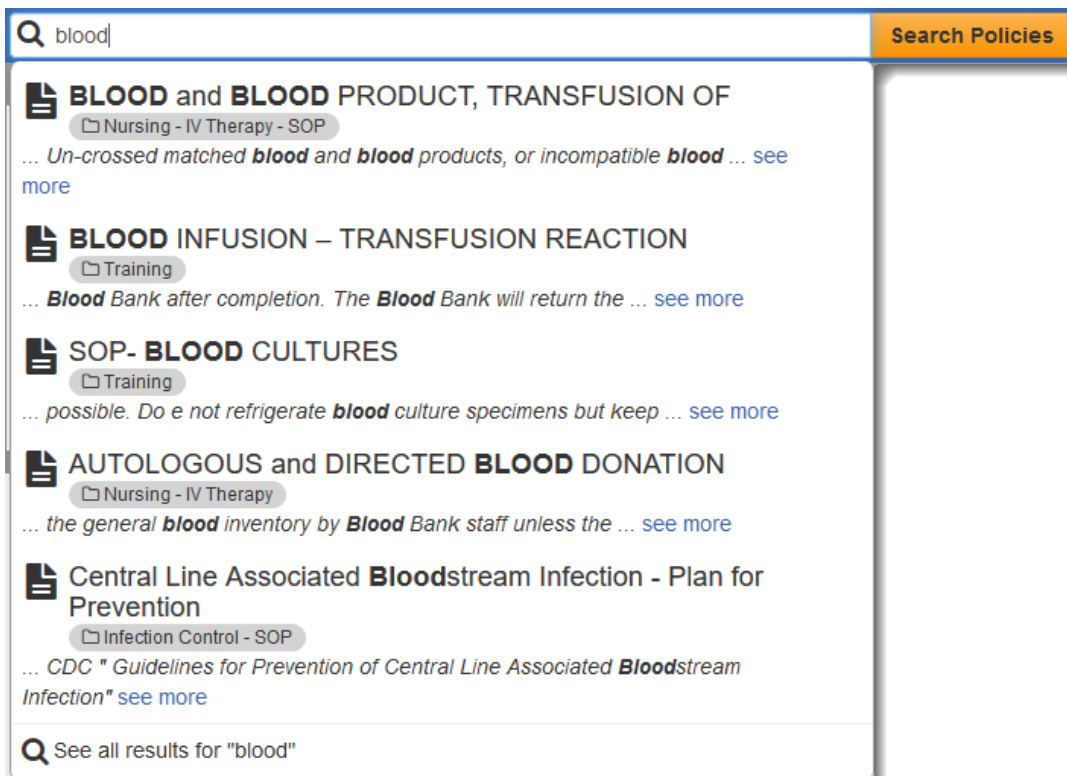 blood
Search Policies
BLOOD and BLOOD PRODUCT, TRANSFUSION OF
Nursing - IV Therapy - SOP
... Un-crossed matched blood and blood products, or incompatible blood ... see
more
BLOOD INFUSION – TRANSFUSION REACTION
Training
... Blood Bank after completion. The Blood Bank will return the ... see more
SOP- BLOOD CULTURES
Training
... possible. Do e not refrigerate blood culture specimens but keep ... see more
AUTOLOGOUS and DIRECTED BLOOD DONATION
Nursing - IV Therapy
... the general blood inventory by Blood Bank staff unless the ... see more
Central Line Associated Bloodstream Infection - Plan for
Prevention
Infection Control - SOP
... CDC " Guidelines for Prevention of Central Line Associated Bloodstream
Infection" see more
See all results for "blood"